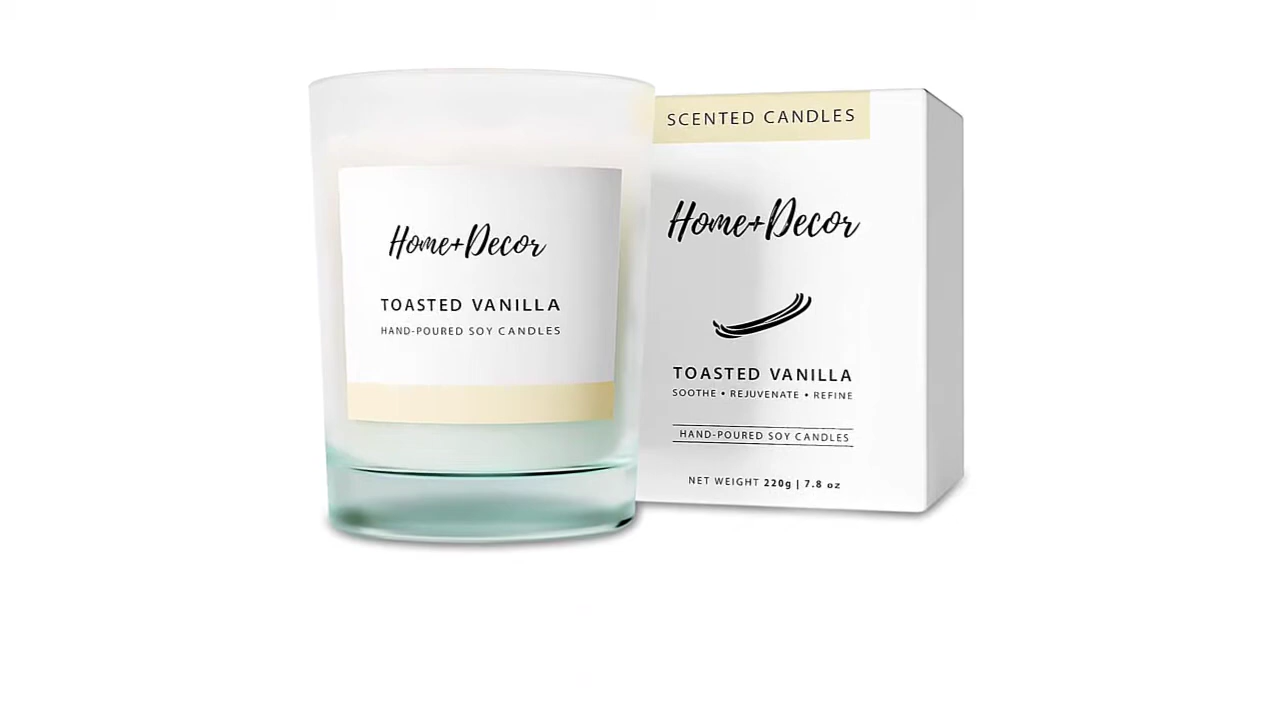 Home+Decor
TOASTED VANILLA
HAND-POURED SOY CANDLES
SCENTED CANDLES
Home+Decor
TOASTED VANILLA
SOOTHE • REJUVENATE • REFINE
HAND-POURED SOY CANDLES
NET WEIGHT 220g | 7.8 oz